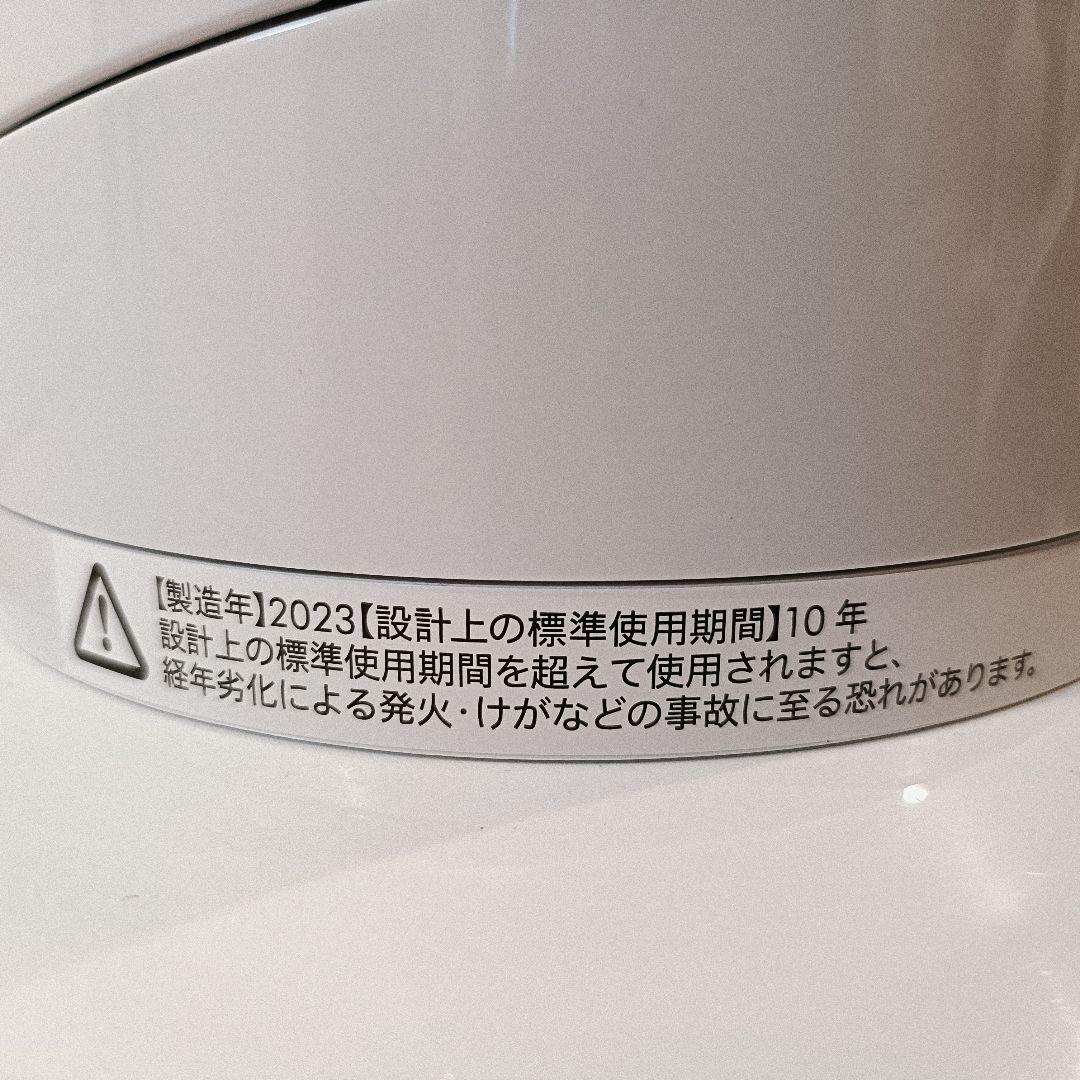 【製造年】2023【設計上の標準使用期間】10 年
設計上の標準使用期間を超えて使用されますと、
経年劣化による発火・けがなどの事故に至る恐れがあります。